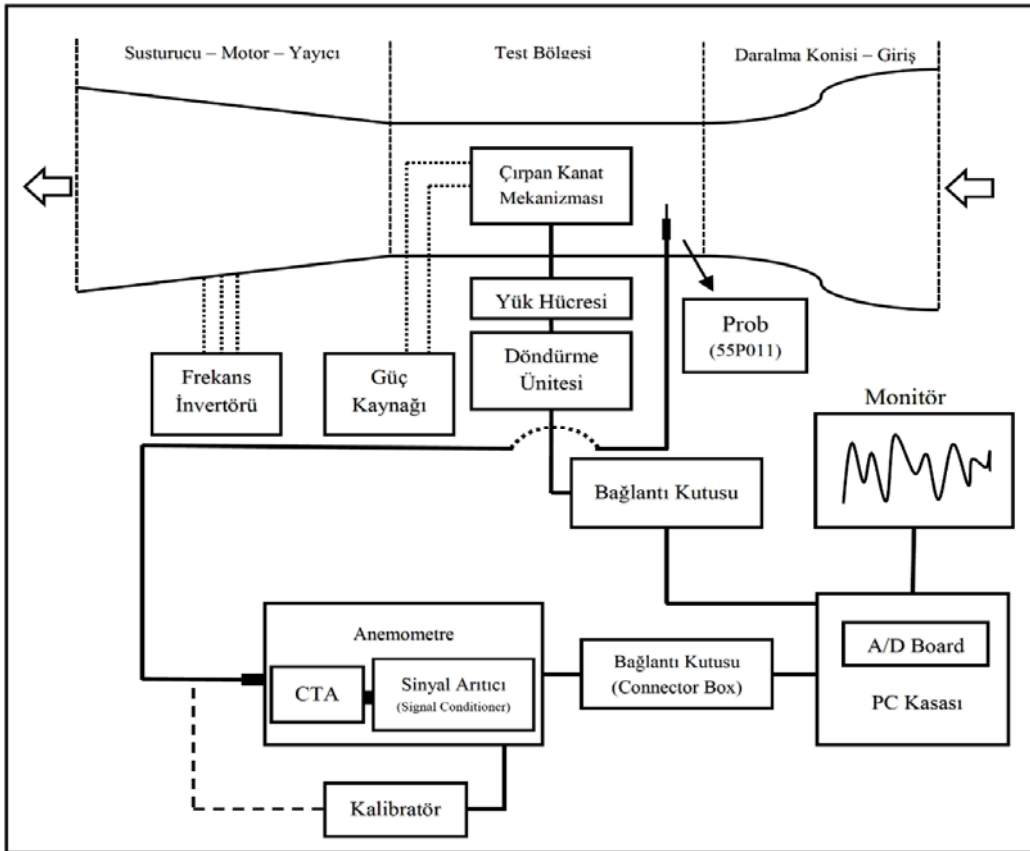 Susturucu – Motor – Yayıcı
Test Bölgesi
Daralma Konisi – Giriş
Çırpan Kanat
Mekanizması
Yük Hücresi
Döndürme
Ünitesi
Prob
(55P011)
Frekans
İnvertörü
Güç
Kaynağı
Monitör
Bağlantı Kutusu
Anemometre
CTA
Sinyal Arıtıcı
(Signal Conditioner)
Bağlantı Kutusu
(Connector Box)
A/D Board
PC Kasası
Kalibratör